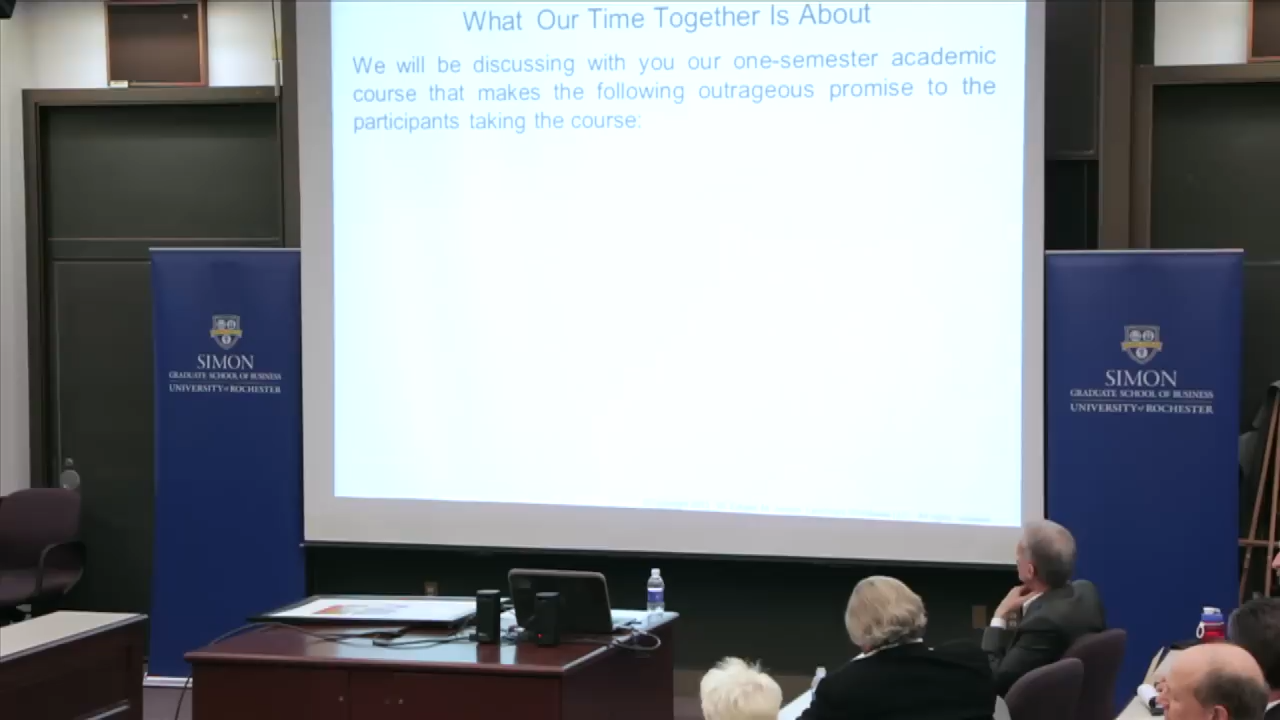 What Our Time Together Is About
We will be discussing with you our one-semester academic
course that makes the following outrageous promise to the
participants taking the course:
SIMON
GRADUATE SCHOOL OF BUSINESS
UNIVERSITY of ROCHESTER
SIMON
GRADUATE SCHOOL OF BUSINESS
UNIVERSITY of ROCHESTER